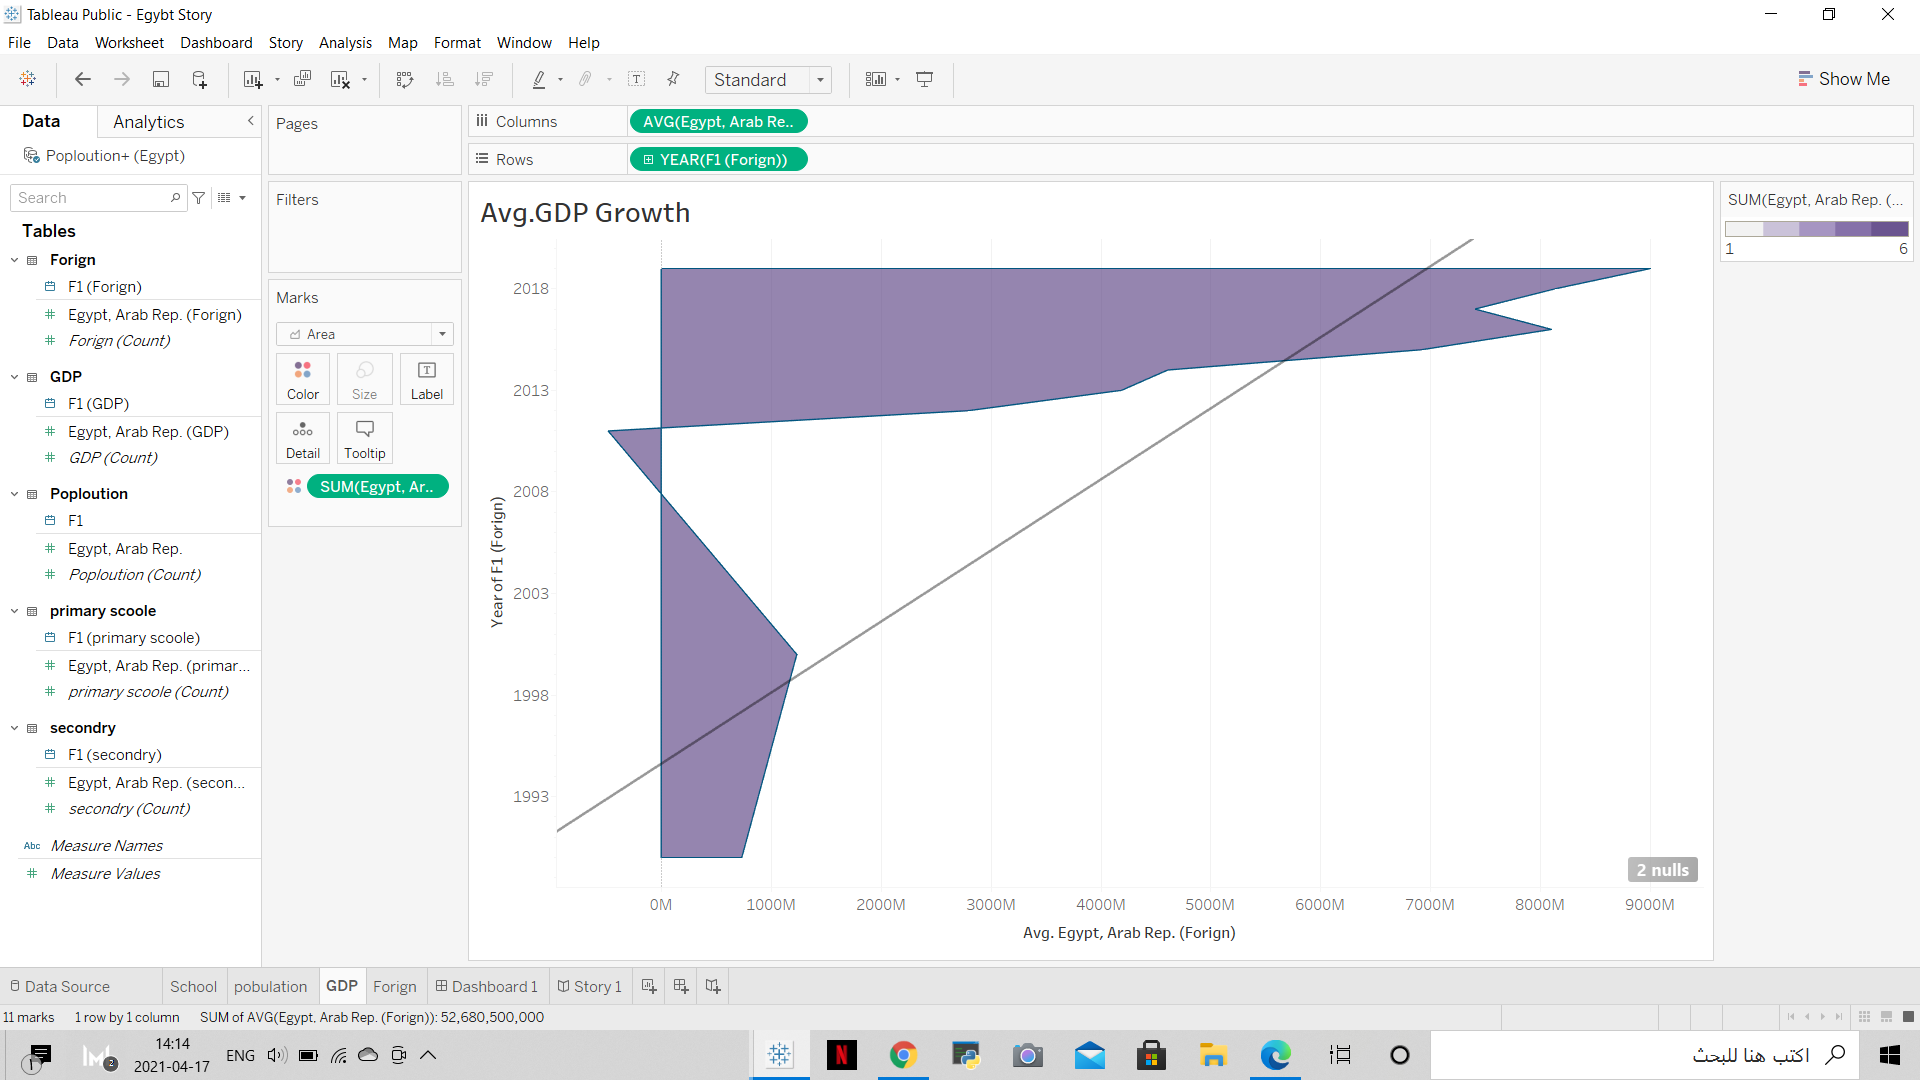 Tableau Public - Egybt Story
File Data Worksheet Dashboard Story Analysis Map Format Window Help
Standard
Show Me
Data
Analytics
Poploution+ (Egypt)
Search
Tables
Forign
F1 (Forign)
Egypt, Arab Rep. (Forign)
Forign (Count)
GDP
F1 (GDP)
Egypt, Arab Rep. (GDP)
GDP (Count)
Poploution
F1
Egypt, Arab Rep.
Poploution (Count)
primary scoole
F1 (primary scoole)
Egypt, Arab Rep. (primar...
primary scoole (Count)
secondry
F1 (secondry)
Egypt, Arab Rep. (secon...
secondry (Count)
Abc Measure Names
Measure Values
Pages
Filters
Marks
Area
Color Size Label
Detail Tooltip
SUM(Egypt, Ar..
Columns
AVG(Egypt, Arab Re..
Rows
YEAR(F1 (Forign))
Avg.GDP Growth
Year of F1 (Forign)
2018
2013
2008
2003
1998
1993
2 nulls
0M 1000M 2000M 3000M 4000M 5000M 6000M 7000M 8000M 9000M
Avg. Egypt, Arab Rep. (Forign)
SUM(Egypt, Arab Rep. (...
1 6
Data Source School pobulation GDP Forign Dashboard 1 Story 1
11 marks 1 row by 1 column SUM of AVG(Egypt, Arab Rep. (Forign)): 52,680,500,000
1
2
14:14
2021-04-17
ENG
N
اكتب هنا للبحث